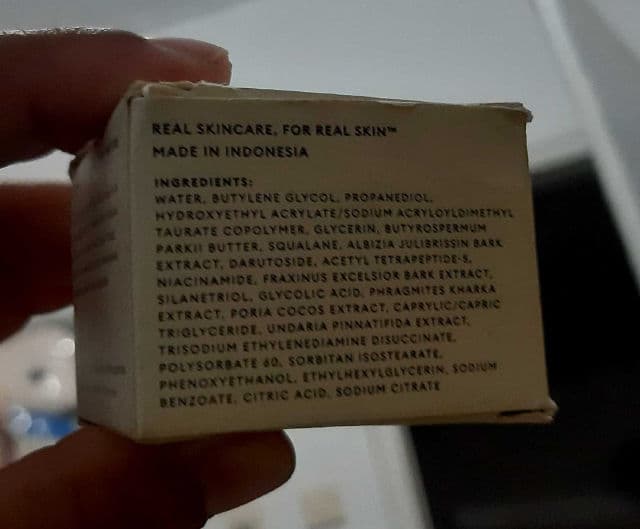 REAL SKINCARE, FOR REAL SKIN™
MADE IN INDONESIA
INGREDIENTS:
WATER, BUTYLENE GLYCOL, PROPANEDIOL,
HYDROXYETHYL ACRYLATE/SODIUM ACRYLOYLDIMETHYL
TAURATE COPOLYMER, GLYCERIN, BUTYROSPERMUM
PARKII BUTTER, SQUALANE, ALBIZIA JULIBRISSIN BARK
EXTRACT, DARUTOSIDE, ACETYL TETRAPEPTIDE-5,
NIACINAMIDE, FRAXINUS EXCELSIOR BARK EXTRACT,
SILANETRIOL, GLYCOLIC ACID, PHRAGMITES KHARKA
EXTRACT, PORIA COCOS EXTRACT, CAPRYLIC/CAPRIC
TRIGLYCERIDE, UNDARIA PINNATIFIDA EXTRACT,
TRISODIUM ETHYLENEDIAMINE DISUCCINATE,
POLYSORBATE 60, SORBITAN ISOSTEARATE,
PHENOXYETHANOL, ETHYLHEXYLGLYCERIN, SODIUM
BENZOATE, CITRIC ACID, SODIUM CITRATE